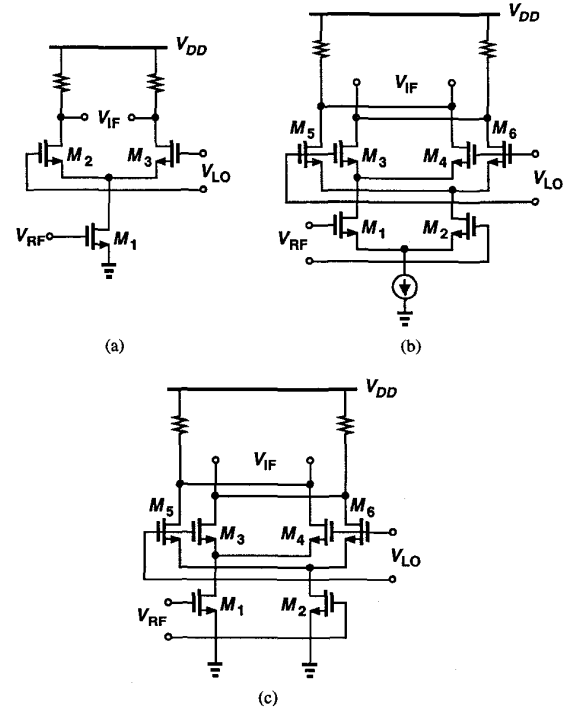 V_DD
V_IF
M_2
M_3
V_LO
V_RF
M_1
(a)
V_DD
V_IF
M_5
M_6
M_3
M_4
V_LO
V_RF
M_1
M_2
(b)
V_DD
V_IF
M_5
M_6
M_3
M_4
V_LO
V_RF
M_1
M_2
(c)